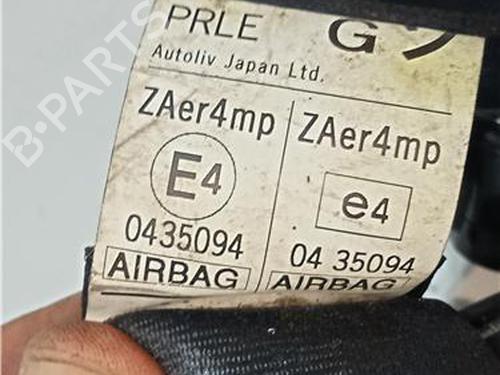 PRLE G
Autoliv Japan Ltd.
ZAer4mp ZAer4mp
E4 e4
0435094 04 35094
AIRBAG AIRBAG
B-PARTS